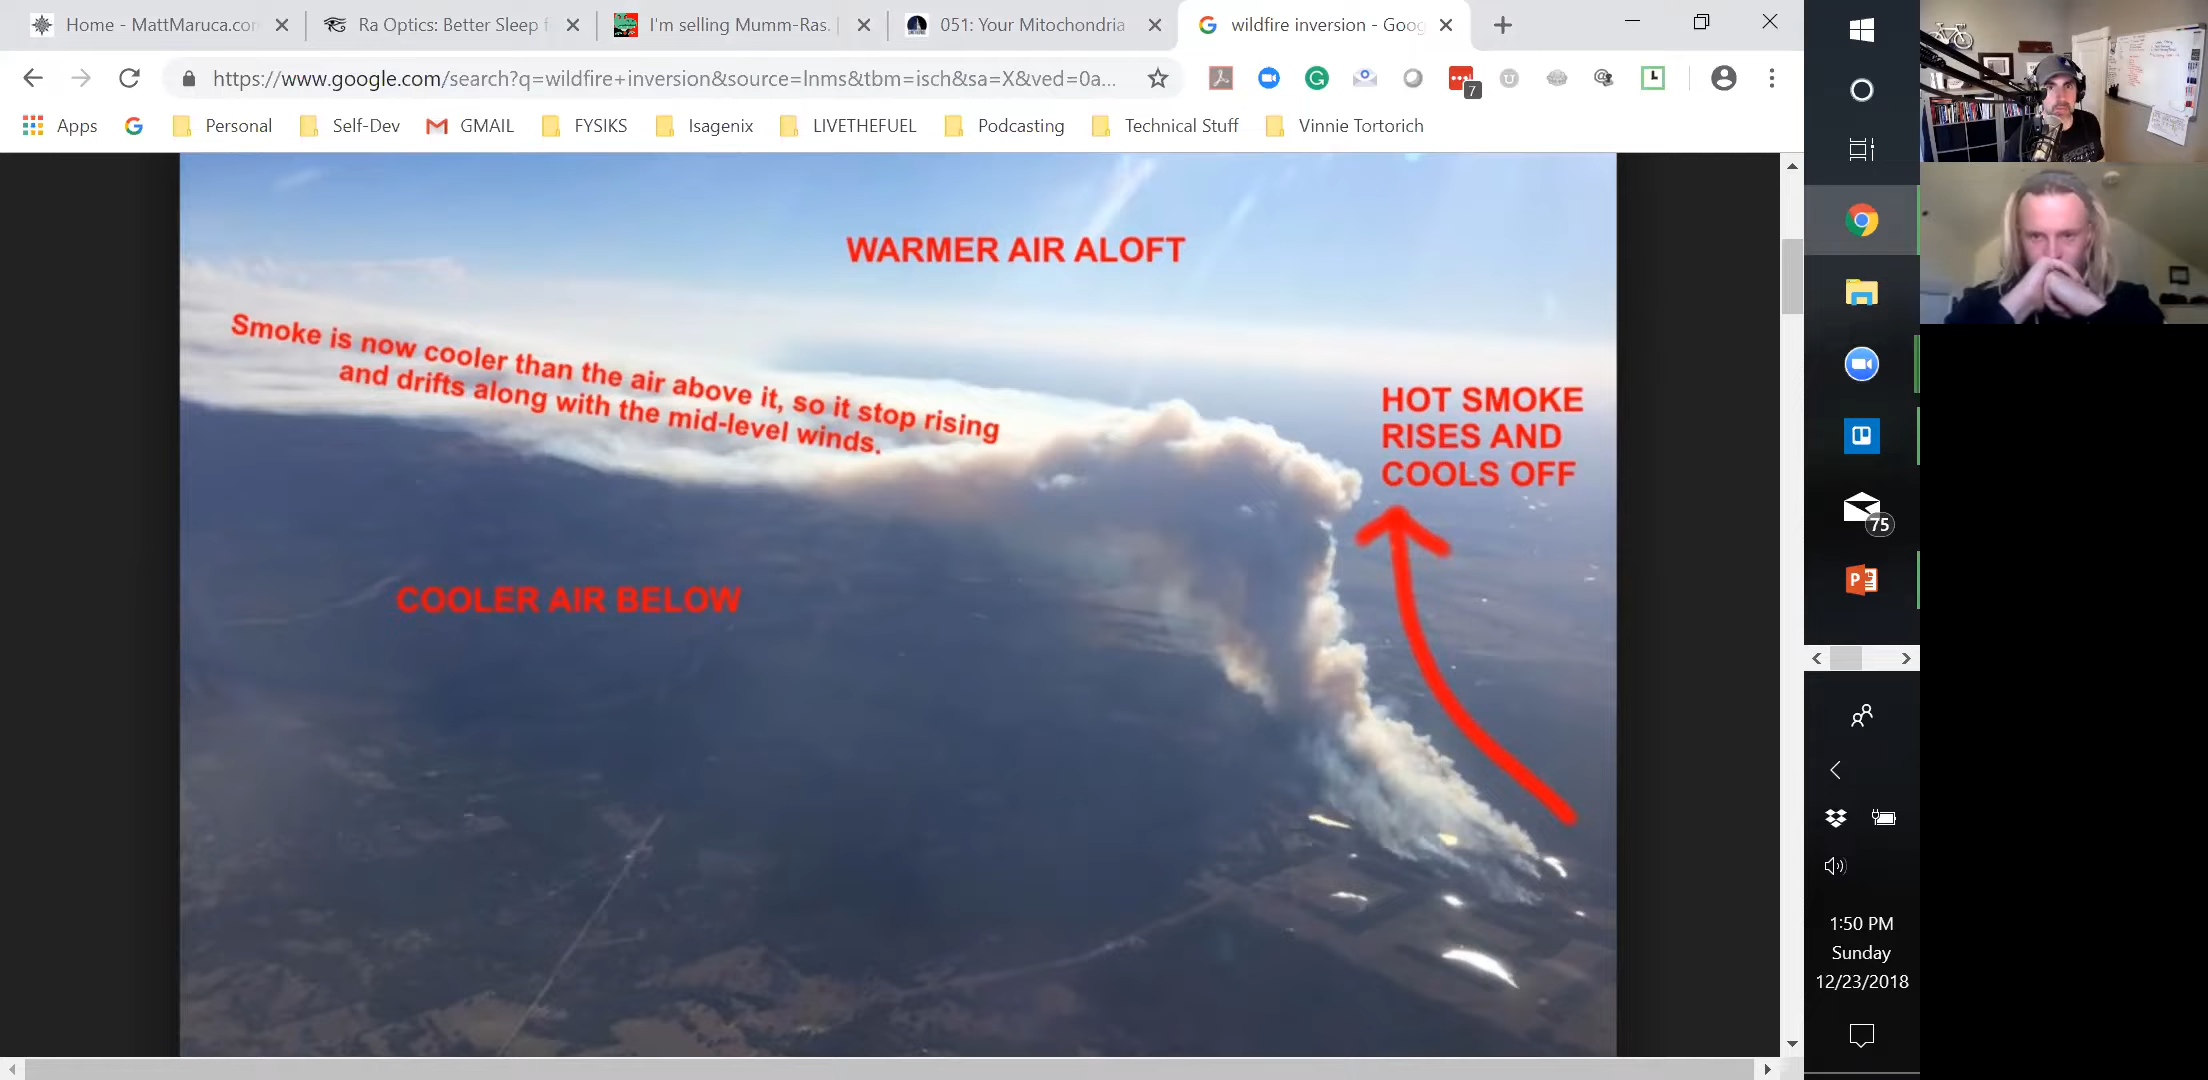 Home - MattMaruca.con
Ra Optics: Better Sleep f
I'm selling Mumm-Ras. |
051: Your Mitochondria
wildfire inversion - Goog
https://www.google.com/search?q=wildfire+inversion&source=lnms&tbm=isch&sa=X&ved=0a...
7
Apps
Personal
Self-Dev
GMAIL
FYSIKS
Isagenix
LIVETHEFUEL
Podcasting
Technical Stuff
Vinnie Tortorich
WARMER AIR ALOFT
Smoke is now cooler than the air above it, so it stop rising
and drifts along with the mid-level winds.
HOT SMOKE
RISES AND
COOLS OFF
COOLER AIR BELOW
75
1:50 PM
Sunday
12/23/2018